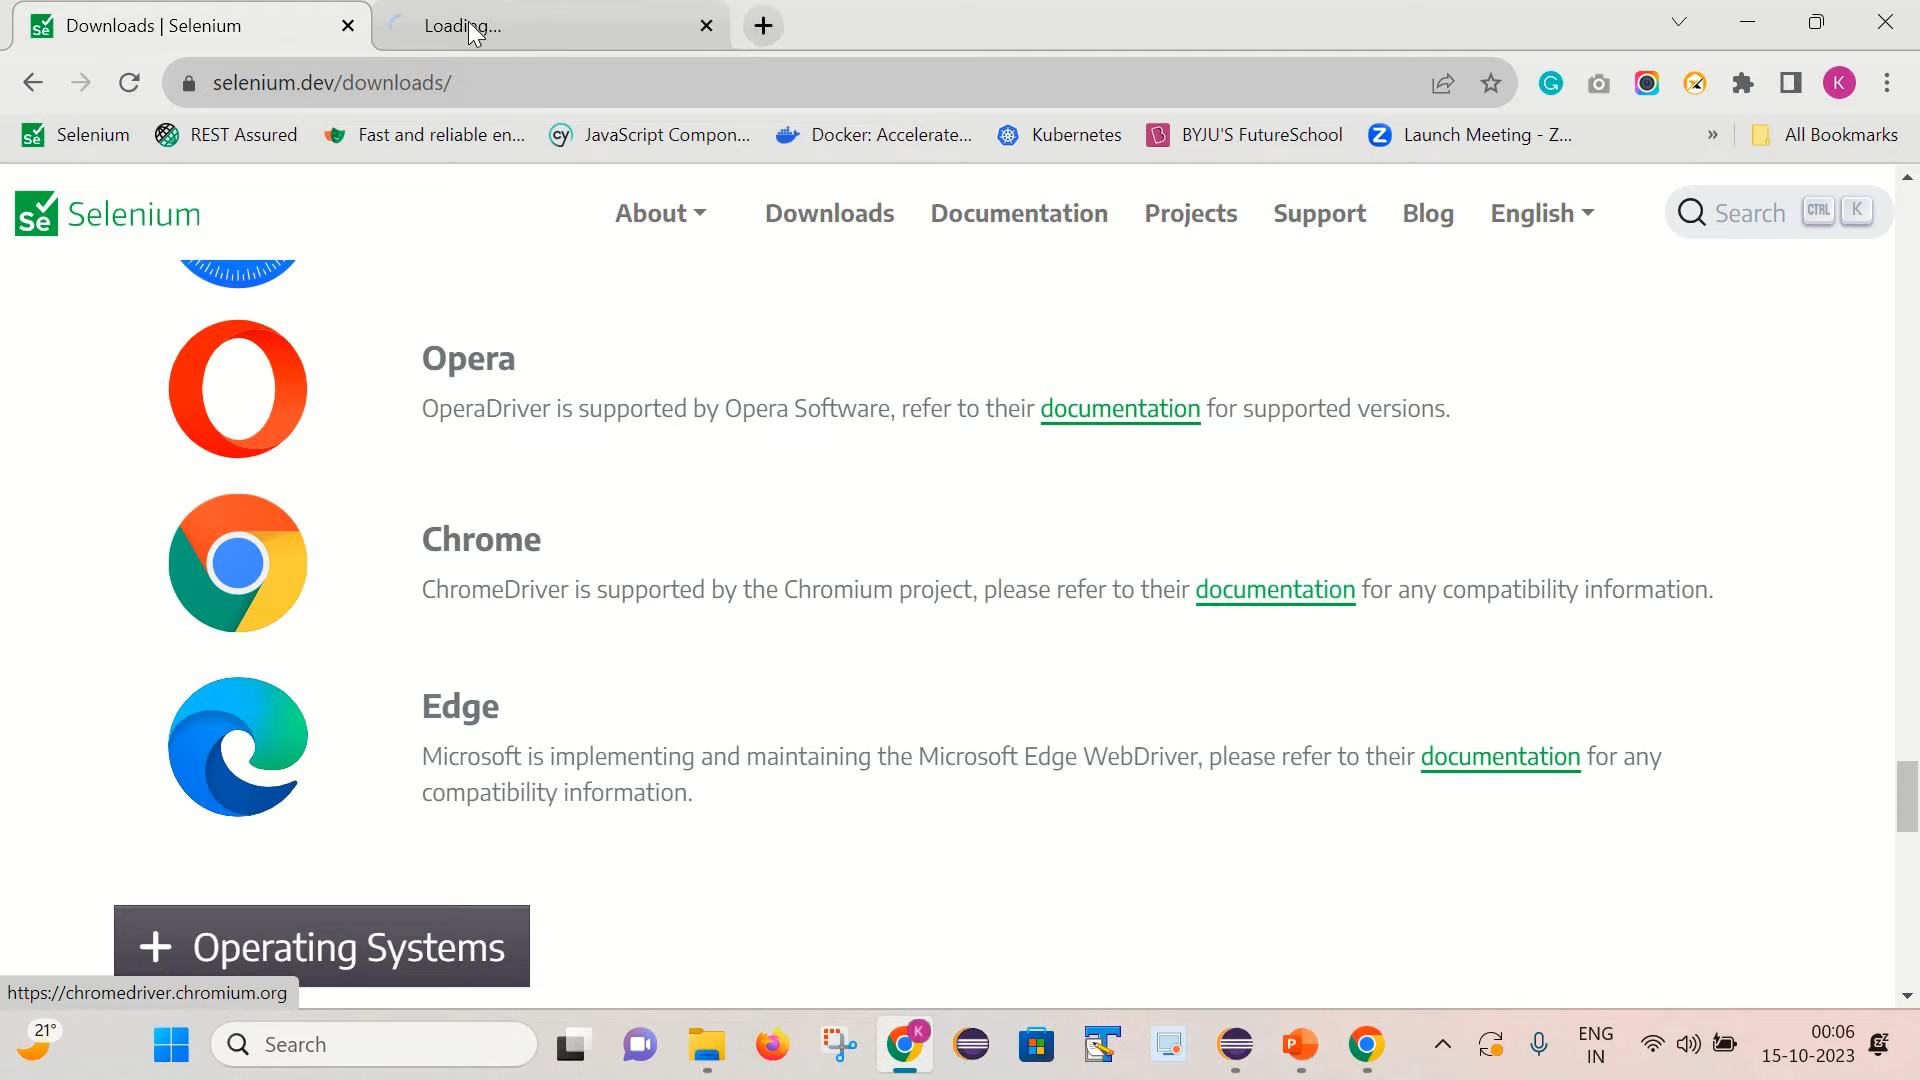 Downloads | Selenium
Loading...
selenium.dev/downloads/
K
Selenium
REST Assured
Fast and reliable en...
cy JavaScript Compon...
Docker: Accelerate...
Kubernetes
B BYJU'S FutureSchool
Z Launch Meeting - Z...
»
All Bookmarks
Se Selenium
About
Downloads
Documentation
Projects
Support
Blog
English
Search CTRL K
Opera
OperaDriver is supported by Opera Software, refer to their documentation for supported versions.
Chrome
ChromeDriver is supported by the Chromium project, please refer to their documentation for any compatibility information.
Edge
Microsoft is implementing and maintaining the Microsoft Edge WebDriver, please refer to their documentation for any
compatibility information.
+ Operating Systems
https://chromedriver.chromium.org
21°
Search
ENG
IN
00:06
15-10-2023